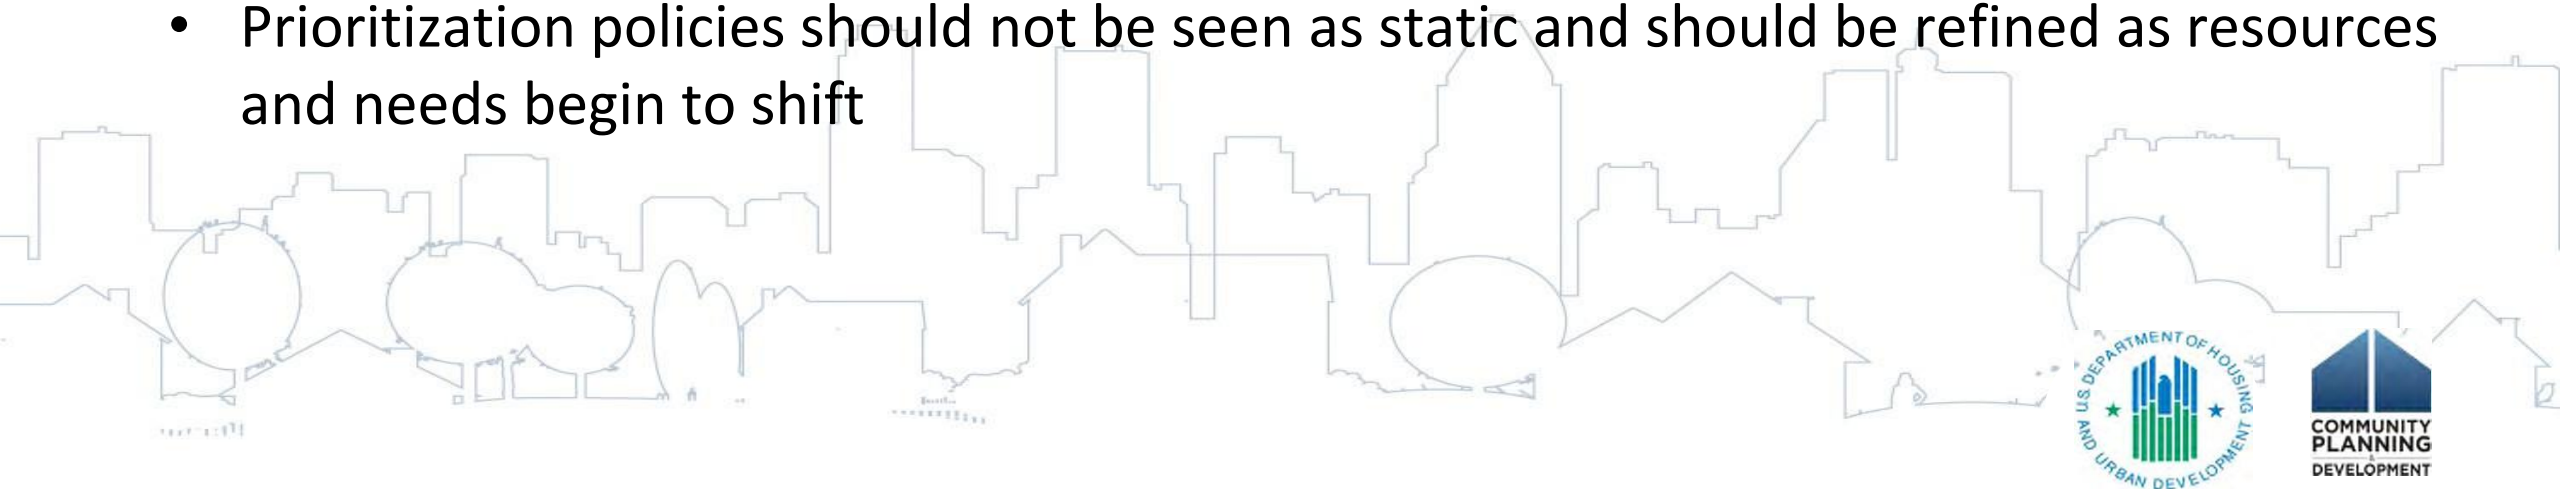 • Prioritization policies should not be seen as static and should be refined as resources
and needs begin to shift
U.S. DEPARTMENT OF HOUSING
AND URBAN DEVELOPMENT
COMMUNITY
PLANNING
&
DEVELOPMENT